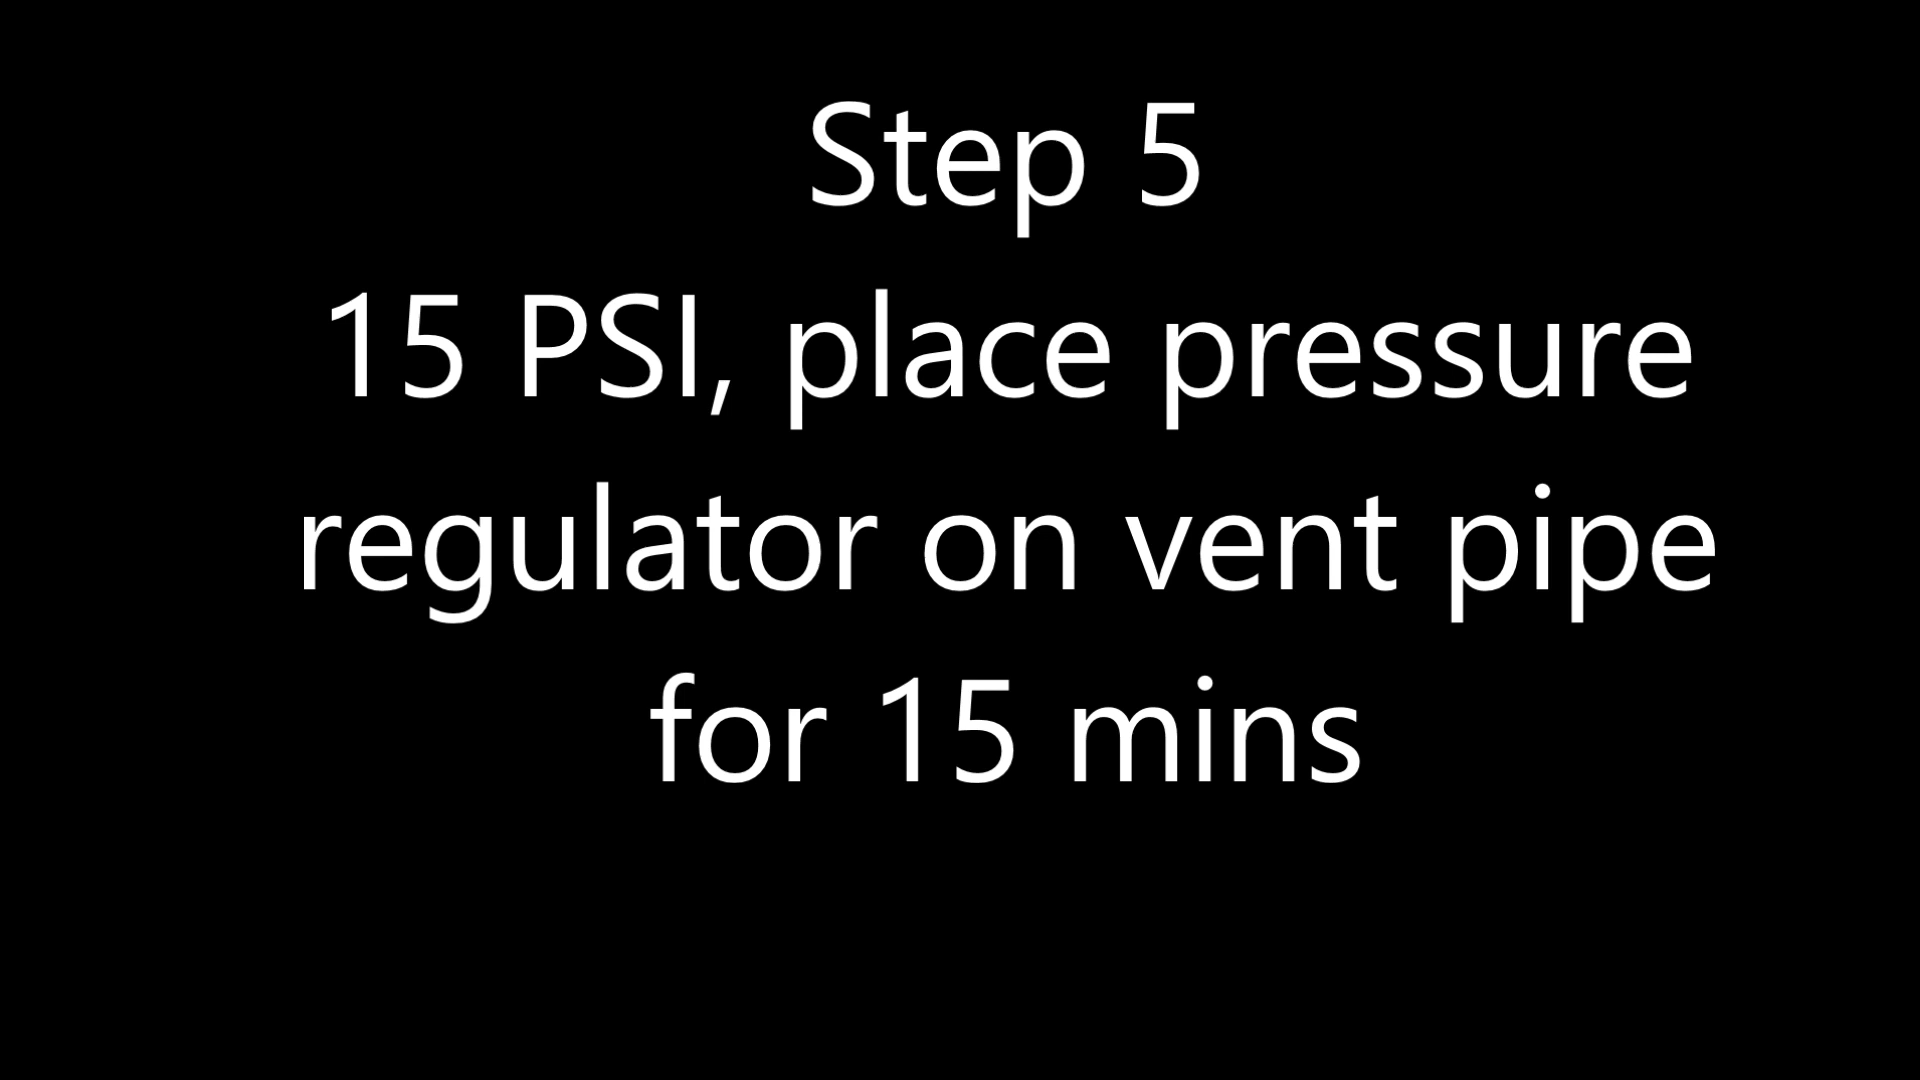 Step 5
15 PSI, place pressure
regulator on vent pipe
for 15 mins